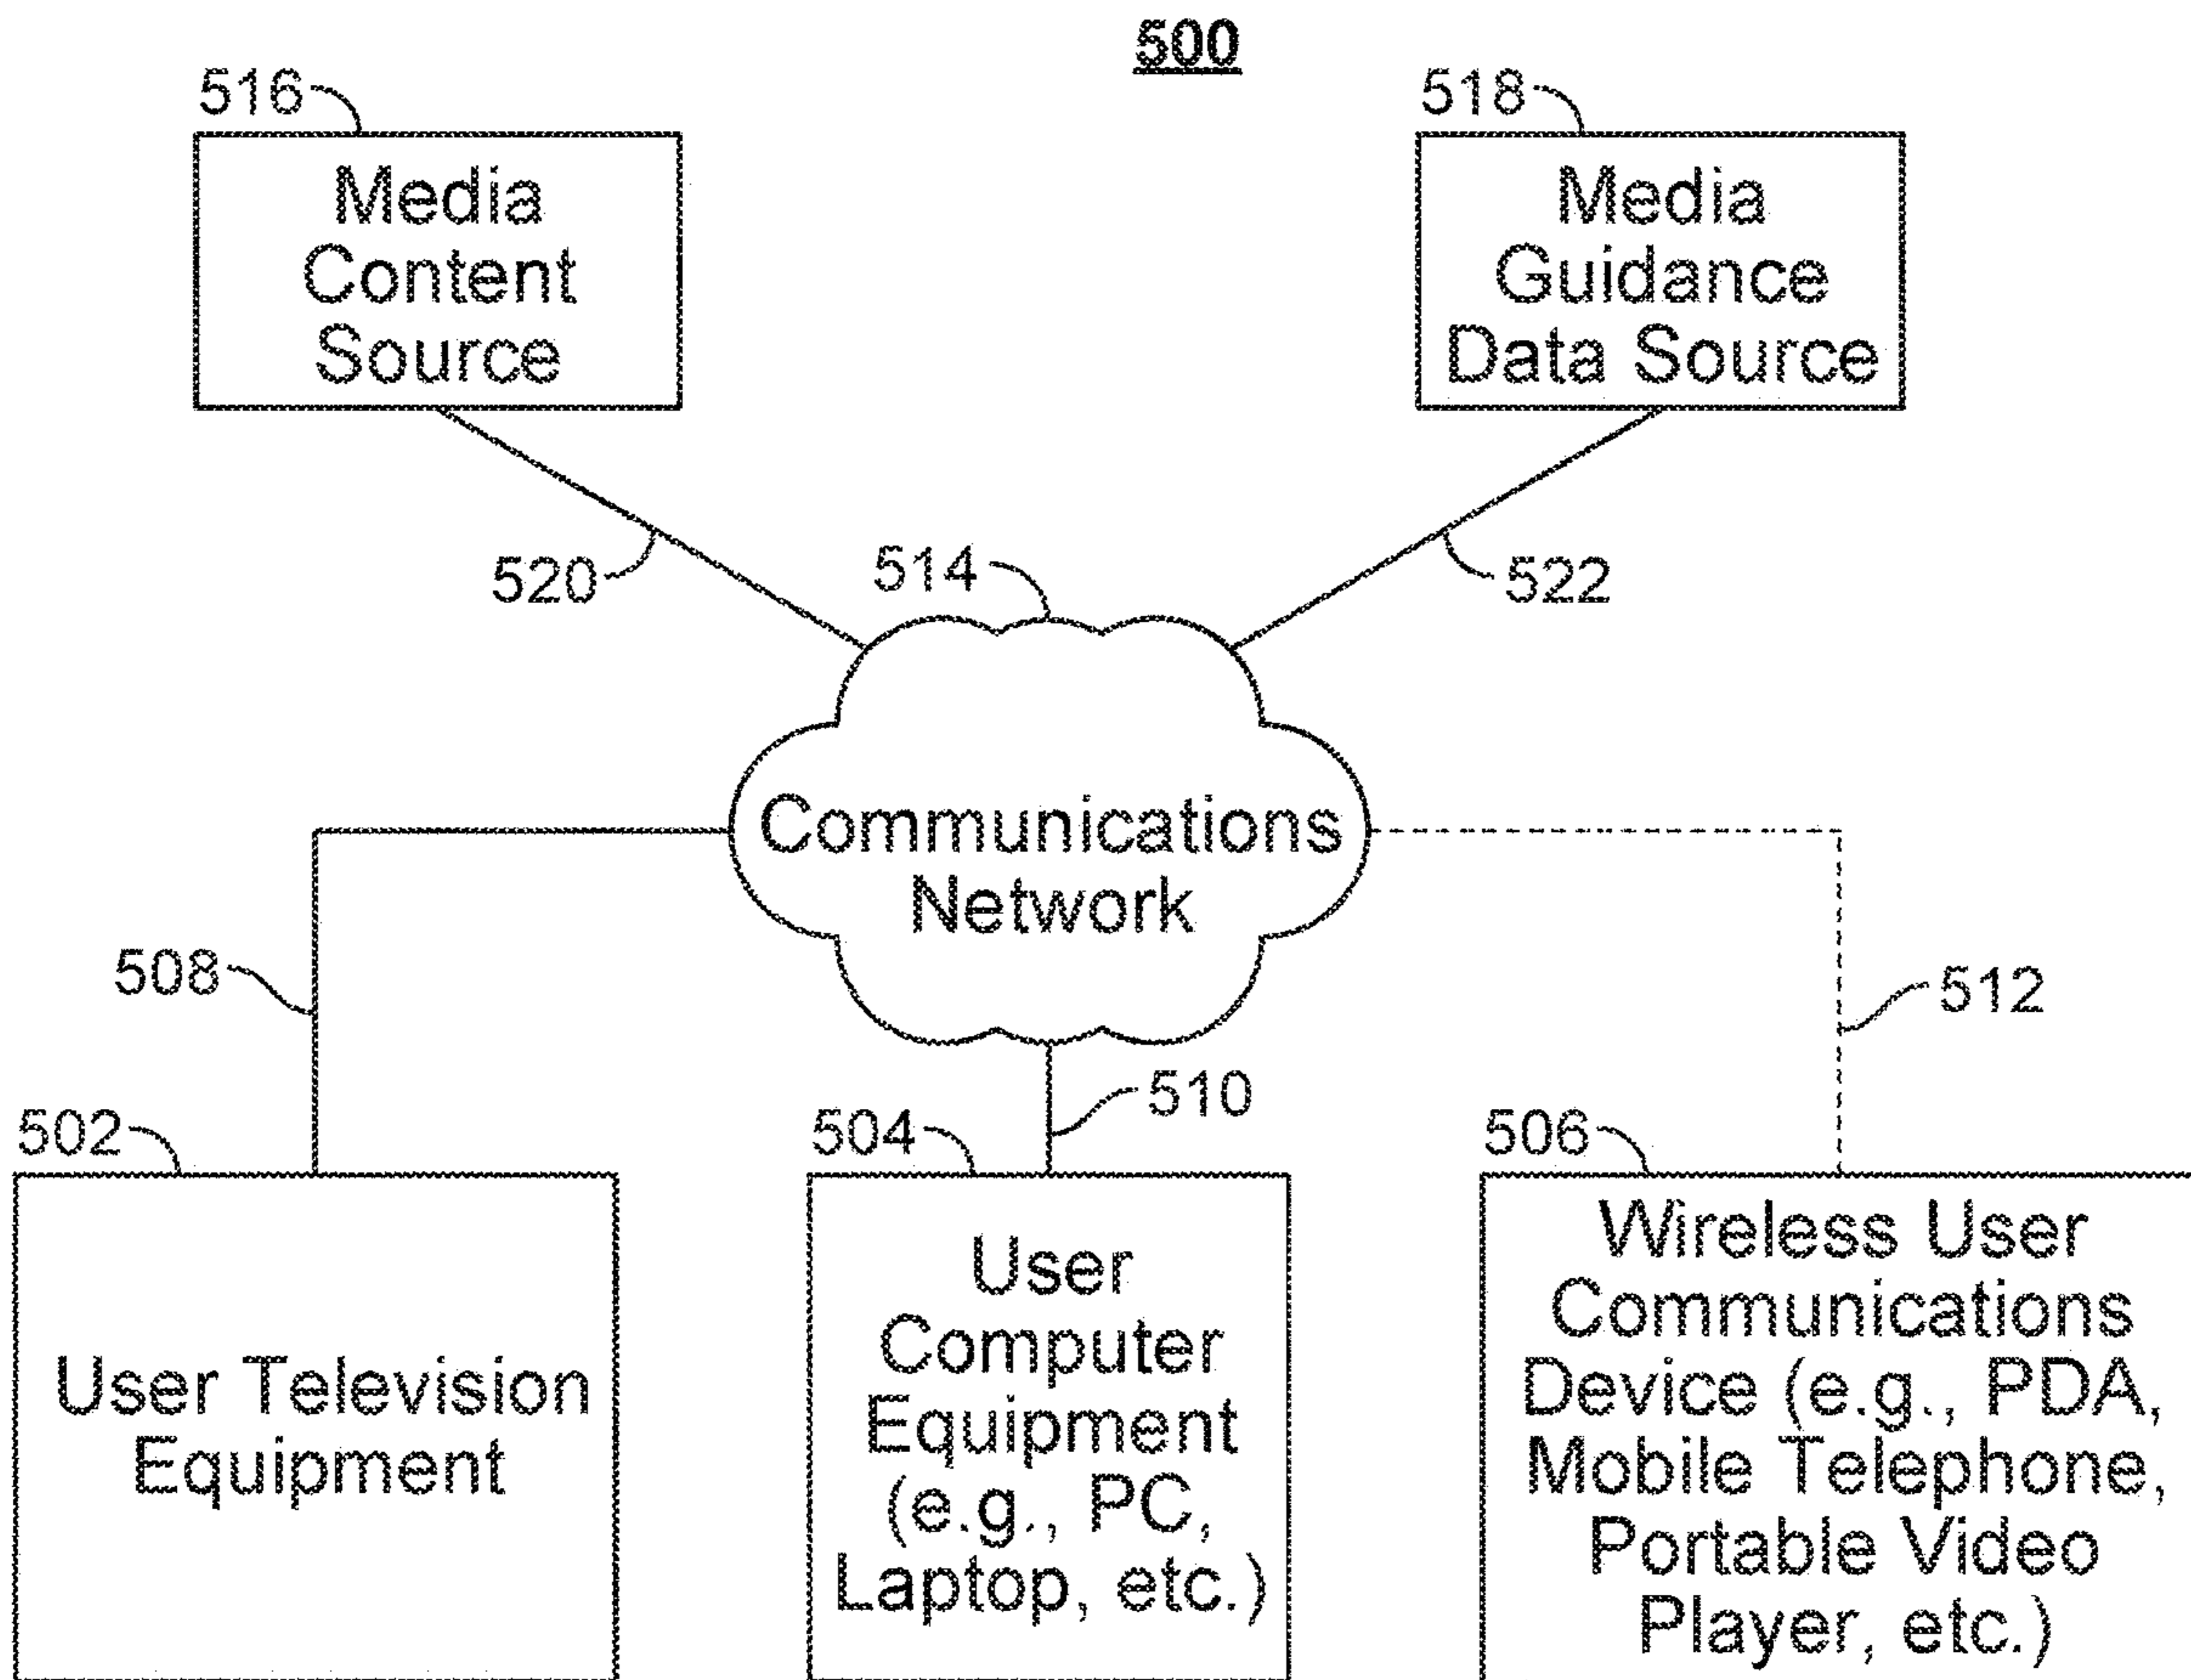 500
516
518
Media
Content
Source
Media
Guidance
Data Source
520
514
522
Communications
Network
508
512
510
502
504
506
User Television
Equipment
User
Computer
Equipment
(e.g., PC,
Laptop, etc.)
Wireless User
Communications
Device (e.g., PDA,
Mobile Telephone,
Portable Video
Player, etc.)